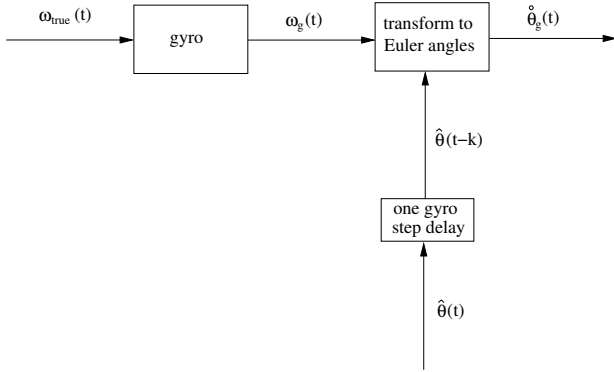 ω_true (t)
gyro
ω_g(t)
transform to
Euler angles
θ̊̂_g(t)
θ̂(t−k)
one gyro
step delay
θ̂(t)